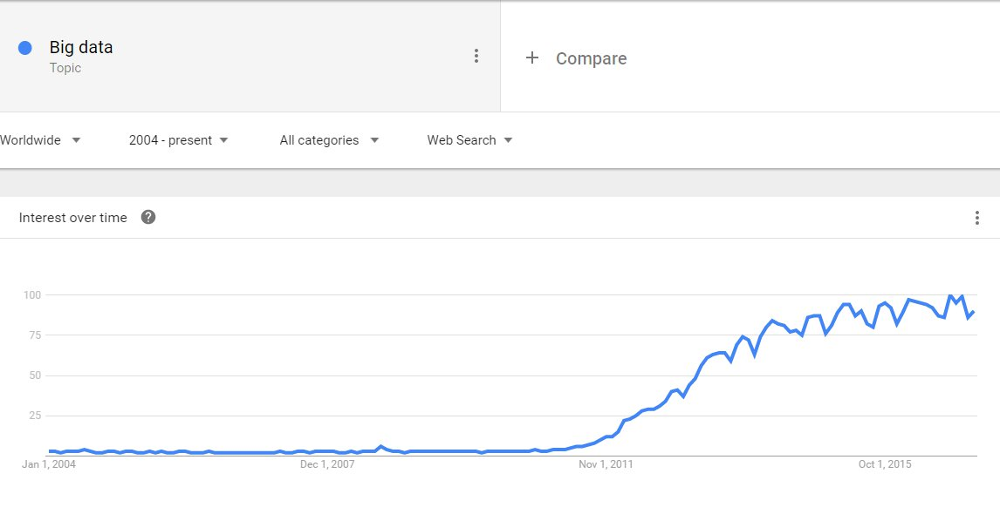 Big data
Topic
+ Compare
Worldwide
2004 - present
All categories
Web Search
Interest over time ?
100
75
50
25
Jan 1, 2004
Dec 1, 2007
Nov 1, 2011
Oct 1, 2015